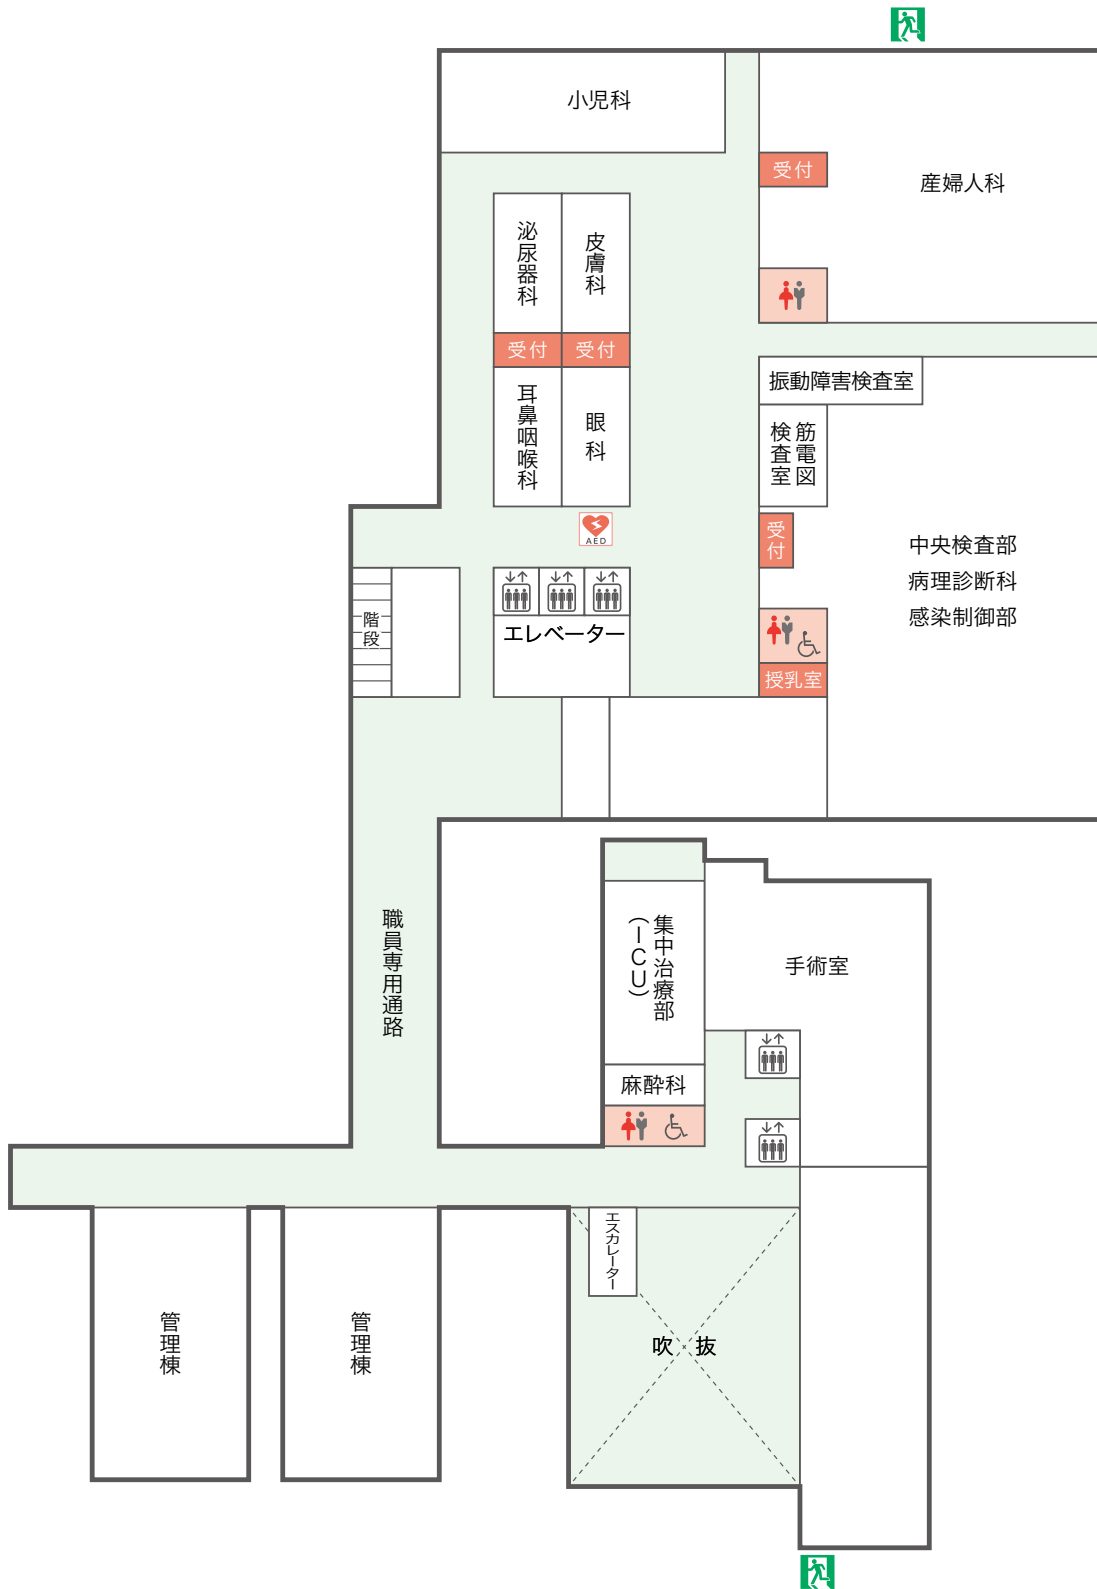 小児科
受付
産婦人科
泌尿器科
皮膚科
受付
受付
耳鼻咽喉科
眼科
振動障害検査室
筋電図
検査室
受付
AED
中央検査部
病理診断科
感染制御部
階段
エレベーター
授乳室
職員専用通路
集中治療部
(ICU)
手術室
麻酔科
エスカレーター
吹 抜
管理棟
管理棟